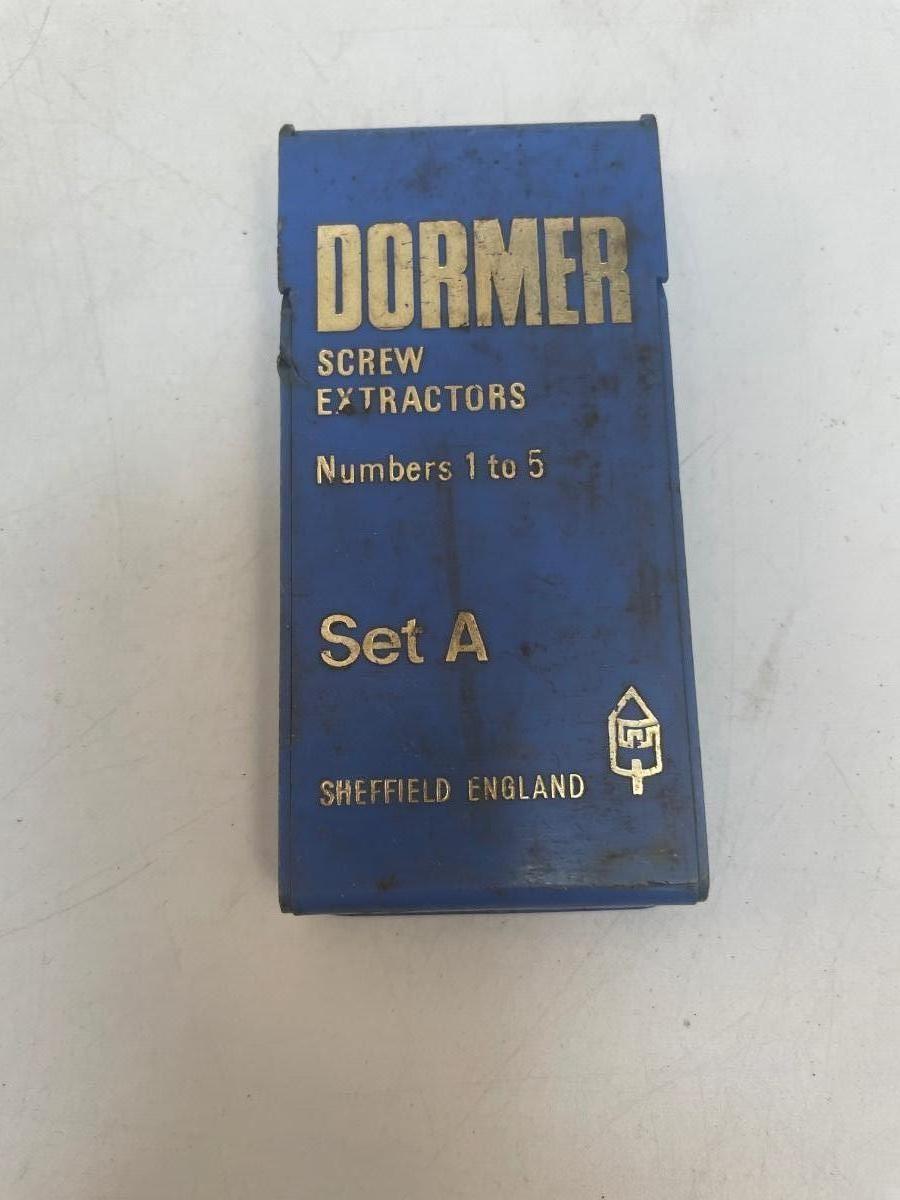 DORMER
SCREW
EXTRACTORS
Numbers 1 to 5
Set A
SHEFFIELD ENGLAND